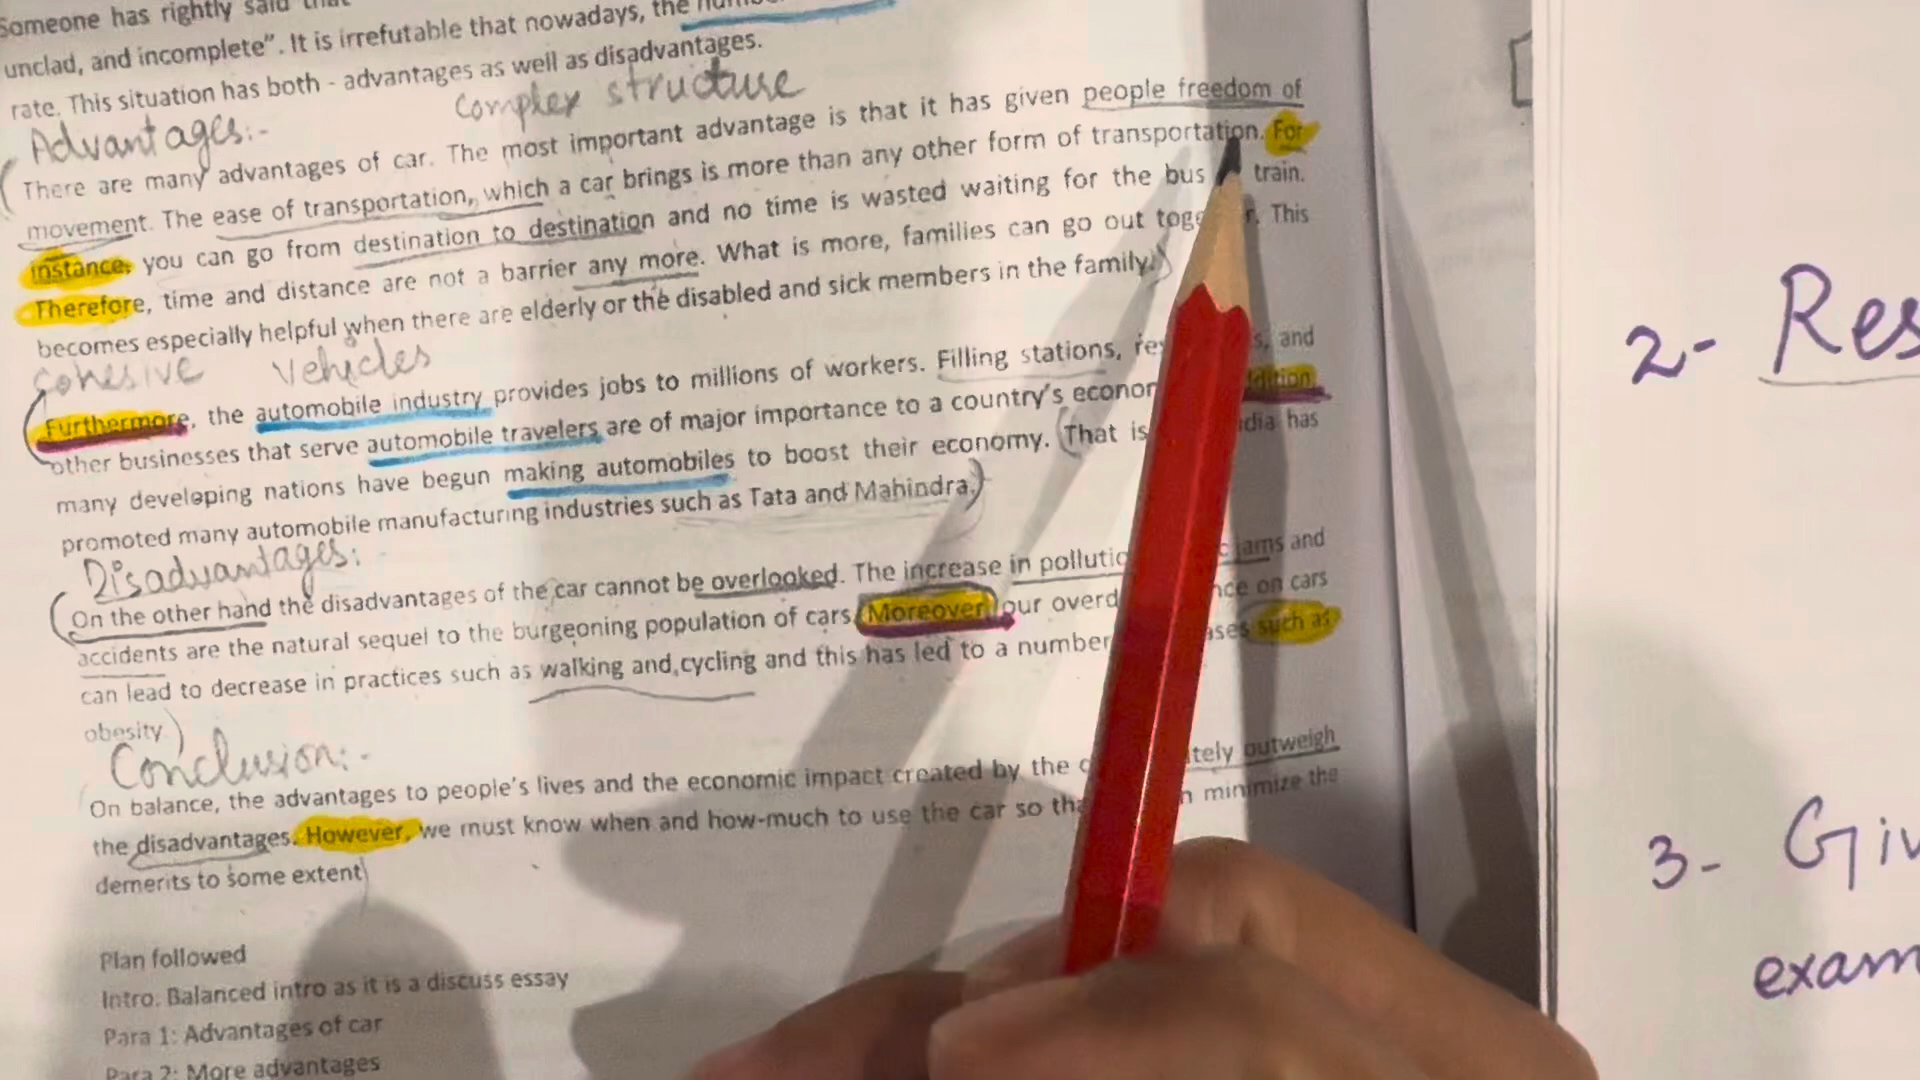 Someone has rightly said that
unclad, and incomplete". It is irrefutable that nowadays, the
rate. This situation has both - advantages as well as disadvantages.
Complex structure
Advantages:-
There are many advantages of car. The most important advantage is that it has given people freedom of
movement. The ease of transportation, which a car brings is more than any other form of transportation. For
instance, you can go from destination to destination and no time is wasted waiting for the bus train.
Therefore, time and distance are not a barrier any more. What is more, families can go out This
becomes especially helpful when there are elderly or the disabled and sick members in the family.
Cohesive Vehicles
Furthermore, the automobile industry provides jobs to millions of workers. Filling stations, and
other businesses that serve automobile travelers are of major importance to a country's
many developing nations have begun making automobiles to boost their economy. That is has
promoted many automobile manufacturing industries such as Tata and Mahindra.
Disadvantages:
On the other hand the disadvantages of the car cannot be overlooked. The increase in jams and
accidents are the natural sequel to the burgeoning population of cars. Moreover our on cars
can lead to decrease in practices such as walking and cycling and this has led to a number such as
obesity.
Conclusion:-
On balance, the advantages to people's lives and the economic impact created by the outweigh
the disadvantages. However, we must know when and how-much to use the car so minimize the
demerits to some extent
Plan followed
Intro. Balanced intro as it is a discuss essay
Para 1: Advantages of car
Para 2: More advantages
2- Res
3- Giv
exam